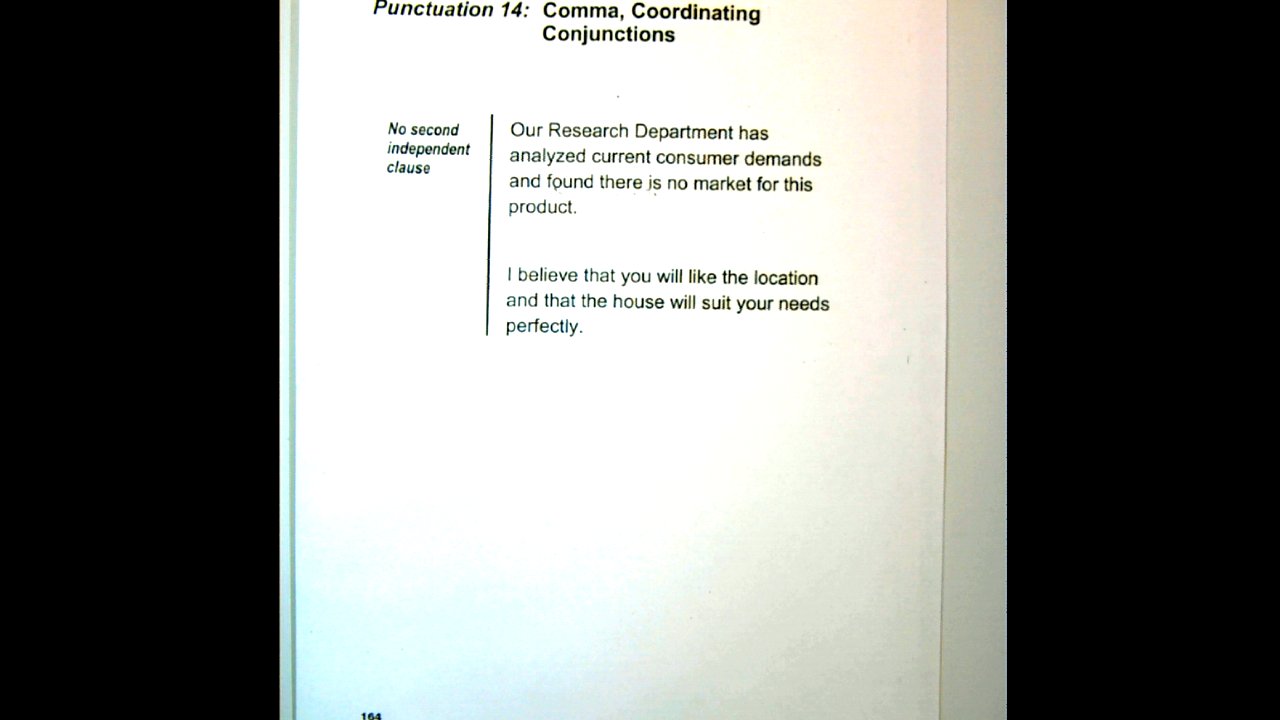 Punctuation 14: Comma, Coordinating
Conjunctions
No second
independent
clause
Our Research Department has
analyzed current consumer demands
and found there is no market for this
product.
I believe that you will like the location
and that the house will suit your needs
perfectly.
164